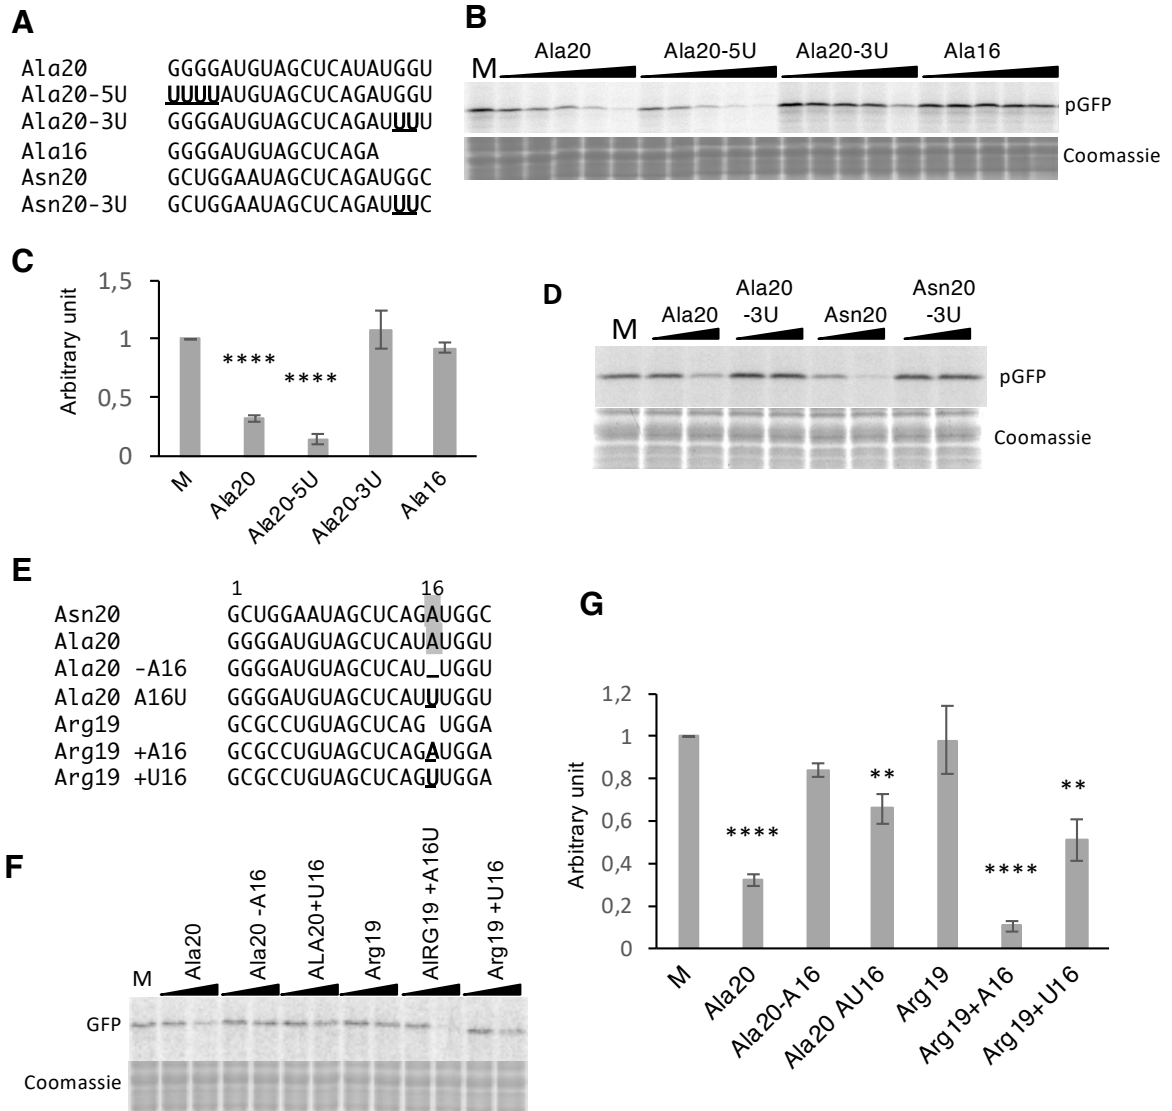 A
Ala20 GGGGAUGUAGCUCAUAUGGU
Ala20-5U UUUUAUGUAGCUCAGAUGGU
Ala20-3U GGGGAUGUAGCUCAGAUUUU
Ala16 GGGGAUGUAGCUCAGA
Asn20 GCUGGAAUAGCUCAGAUGGC
Asn20-3U GCUGGAAUAGCUCAGAUUUC
B
Ala20 Ala20-5U Ala20-3U Ala16
M
pGFP
Coomassie
C
Arbitrary unit
1,5
1
0,5
0
****
****
M Ala20 Ala20-5U Ala20-3U Ala16
D
M Ala20 Ala20 -3U Asn20 Asn20 -3U
pGFP
Coomassie
E
1 16
Asn20 GCUGGAAUAGCUCAGAUGGC
Ala20 GGGGAUGUAGCUCAUAUGGU
Ala20 -A16 GGGGAUGUAGCUCAU_UGGU
Ala20 A16U GGGGAUGUAGCUCAUUUGGU
Arg19 GCGCCUGUAGCUCAG UGGA
Arg19 +A16 GCGCCUGUAGCUCAGAUGGA
Arg19 +U16 GCGCCUGUAGCUCAGUUGGA
F
M Ala20 Ala20 -A16 ALA20+U16 Arg19 AIRG19 +A16U Arg19 +U16
GFP
Coomassie
G
Arbitrary unit
1,2
1
0,8
0,6
0,4
0,2
0
****
**
****
**
M Ala20 Ala20-A16 Ala20 AU16 Arg19 Arg19+A16 Arg19+U16